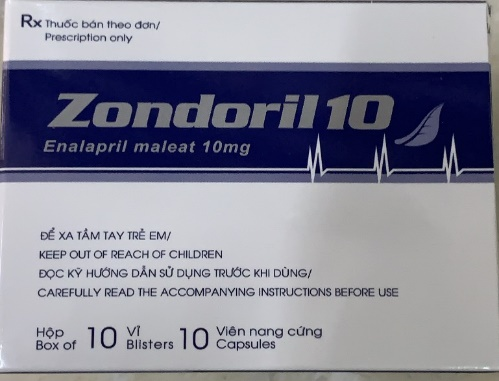 Rx Thuốc bán theo đơn/
Prescription only
Zondoril 10
Enalapril maleat 10mg
ĐỂ XA TẦM TAY TRẺ EM/
KEEP OUT OF REACH OF CHILDREN
ĐỌC KỸ HƯỚNG DẪN SỬ DỤNG TRƯỚC KHI DÙNG/
CAREFULLY READ THE ACCOMPANYING INSTRUCTIONS BEFORE USE
Hộp 10 Vỉ 10 Viên nang cứng
Box of Blisters Capsules